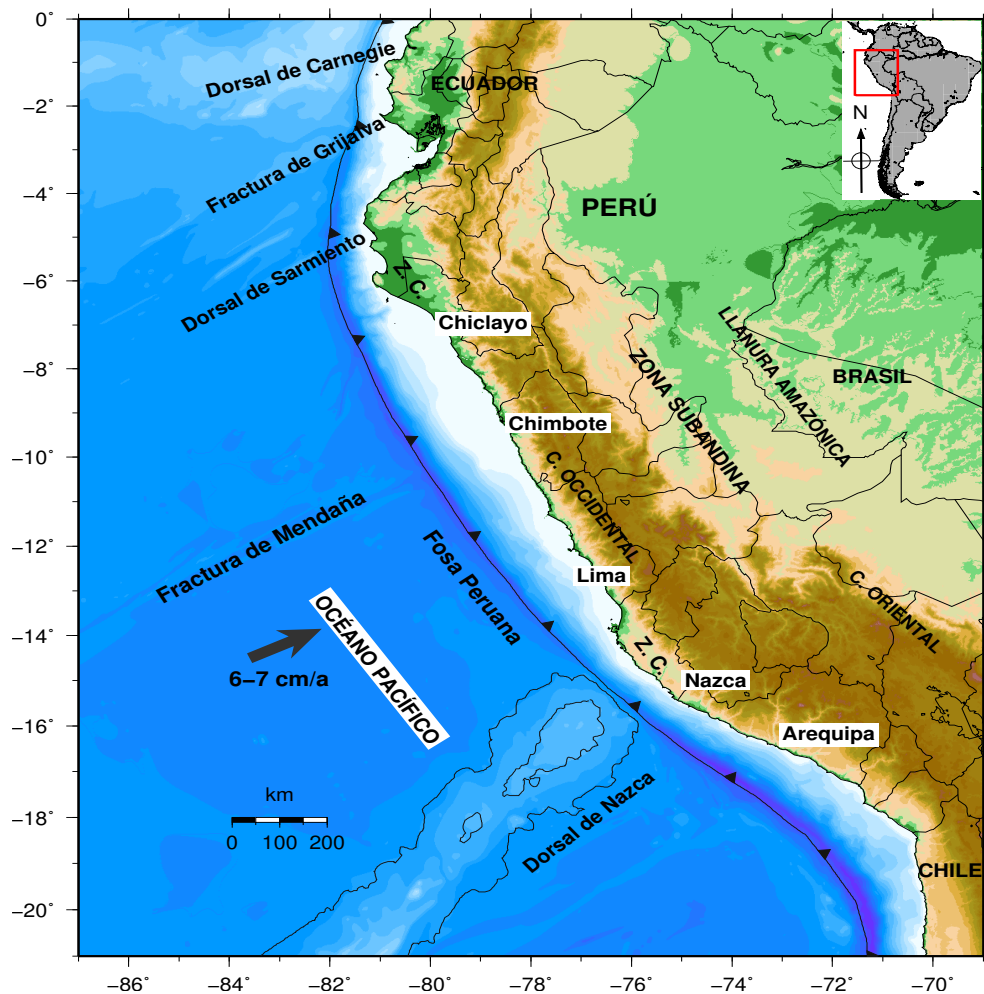 0°
−2°
−4°
−6°
−8°
−10°
−12°
−14°
−16°
−18°
−20°
−86°
−84°
−82°
−80°
−78°
−76°
−74°
−72°
−70°
Dorsal de Carnegie
ECUADOR
N
Fractura de Grijalva
PERÚ
Dorsal de Sarmiento
Z. C.
Chiclayo
LLANURA AMAZÓNICA
ZONA SUBANDINA
BRASIL
Chimbote
C. OCCIDENTAL
Fractura de Mendaña
Fosa Peruana
Lima
C. ORIENTAL
OCÉANO PACÍFICO
6−7 cm/a
Z. C.
Nazca
Arequipa
km
0 100 200
Dorsal de Nazca
CHILE